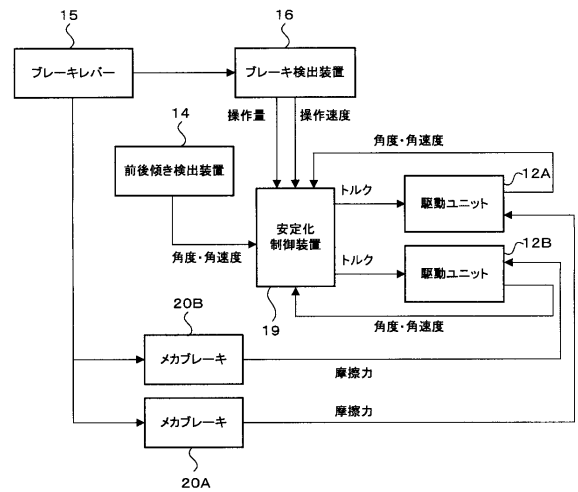 15
16
ブレーキレバー
ブレーキ検出装置
操作量
操作速度
14
角度・角速度
前後傾き検出装置
12A
トルク
駆動ユニット
安定化
制御装置
12B
トルク
駆動ユニット
角度・角速度
19
角度・角速度
20B
メカブレーキ
摩擦力
メカブレーキ
摩擦力
20A